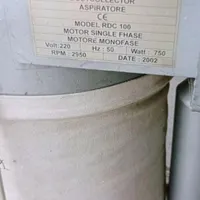 ASPIRATORE
CE
MODEL RDC 100
MOTOR SINGLE FHASE
MOTORE MONOFASE
Volt: 220 Hz: 50 Watt: 750
RPM: 2950 DATE: 2002